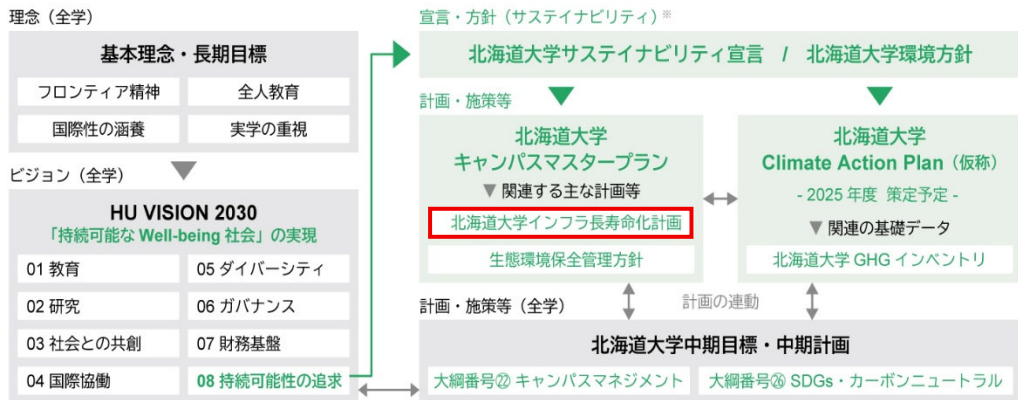 理念（全学）
基本理念・長期目標
フロンティア精神
全人教育
国際性の涵養
実学の重視
ビジョン（全学）
HU VISION 2030
「持続可能な Well-being 社会」の実現
01 教育
05 ダイバーシティ
02 研究
06 ガバナンス
03 社会との共創
07 財務基盤
04 国際協働
08 持続可能性の追求
宣言・方針（サステイナビリティ）※
北海道大学サステイナビリティ宣言 / 北海道大学環境方針
計画・施策等
北海道大学
キャンパスマスタープラン
▼関連する主な計画等
北海道大学インフラ長寿命化計画
生態環境保全管理方針
北海道大学
Climate Action Plan（仮称）
- 2025 年度 策定予定 -
▼関連の基礎データ
北海道大学 GHG インベントリ
計画・施策等（全学）
計画の連動
北海道大学中期目標・中期計画
大綱番号㉒ キャンパスマネジメント
大綱番号㉖ SDGs・カーボンニュートラル